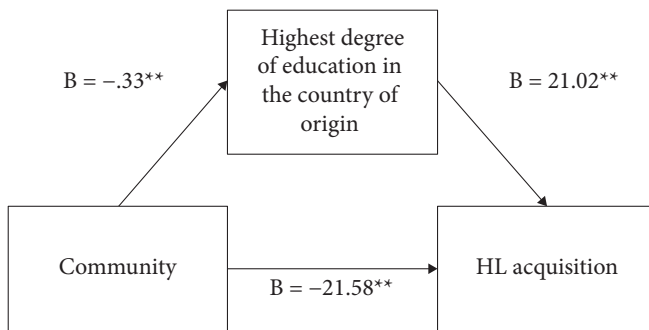 Highest degree
of education in
the country of
origin
B = −.33**
B = 21.02**
Community
HL acquisition
B = −21.58**